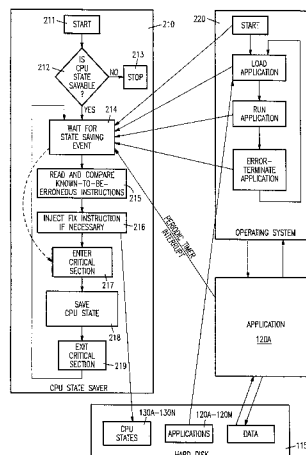 211
START
210
IS
CPU
STATE
SAVABLE
?
212
NO
213
STOP
YES
214
WAIT FOR
STATE SAVING
EVENT
READ AND COMPARE
KNOWN-TO-BE-
ERRONEOUS INSTRUCTIONS
215
INJECT FIX INSTRUCTION
IF NECESSARY
216
ENTER
CRITICAL
SECTION
217
SAVE
CPU STATE
218
EXIT
CRITICAL
SECTION
219
CPU STATE SAVER
220
START
LOAD
APPLICATION
RUN
APPLICATION
ERROR-
TERMINATE
APPLICATION
OPERATING SYSTEM
PERIODIC TIMER
INTERRUPT
APPLICATION
120A
130A-130N
CPU
STATES
120A-120M
APPLICATIONS
DATA
115
HARD DISK